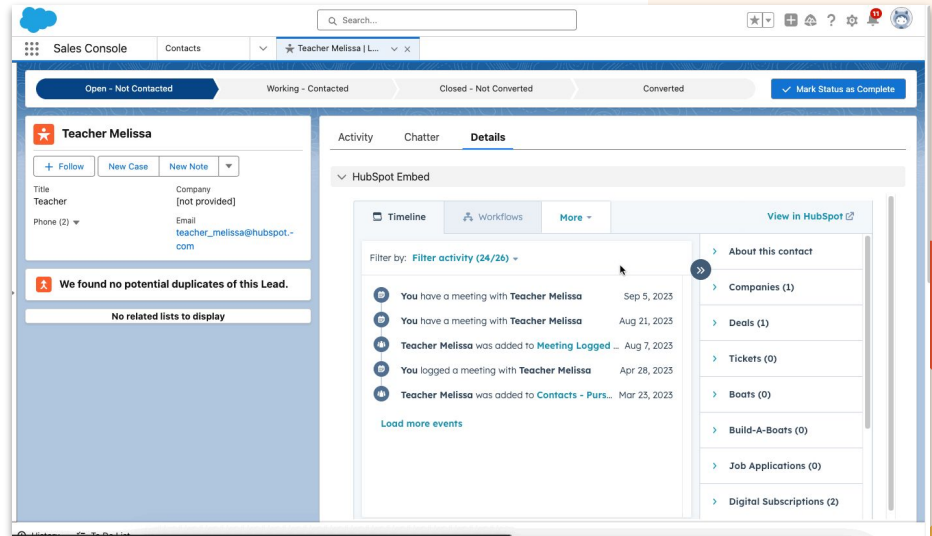 Search...
11
Sales Console
Contacts
Teacher Melissa | L...
Open - Not Contacted
Working - Contacted
Closed - Not Converted
Converted
Mark Status as Complete
Teacher Melissa
+ Follow
New Case
New Note
Title
Teacher
Company
[not provided]
Phone (2)
Email
teacher_melissa@hubspot.-
com
We found no potential duplicates of this Lead.
No related lists to display
Activity
Chatter
Details
HubSpot Embed
Timeline
Workflows
More
View in HubSpot
Filter by: Filter activity (24/26)
You have a meeting with Teacher Melissa Sep 5, 2023
You have a meeting with Teacher Melissa Aug 21, 2023
Teacher Melissa was added to Meeting Logged ... Aug 7, 2023
You logged a meeting with Teacher Melissa Apr 28, 2023
Teacher Melissa was added to Contacts - Purs... Mar 23, 2023
Load more events
About this contact
Companies (1)
Deals (1)
Tickets (0)
Boats (0)
Build-A-Boats (0)
Job Applications (0)
Digital Subscriptions (2)
History
To Do List